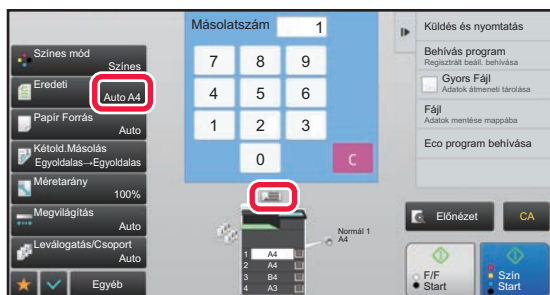 Másolatszám 1
Színes mód
Színes
Eredeti
Auto A4
Papír Forrás
Auto
Kétold.Másolás
Egyoldalas→Egyoldalas
Méretarány
100%
Megvilágítás
Auto
Leválogatás/Csoport
Auto
Egyéb
7 8 9
4 5 6
1 2 3
0 C
Normál 1
A4
1 A4
2 A4
3 B4
4 A3
Küldés és nyomtatás
Behívás program
Regisztrált beáll. behívása
Gyors Fájl
Adatok átmeneti tárolása
Fájl
Adatok mentése mappába
Eco program behívása
Előnézet
CA
F/F
Start
Szín
Start